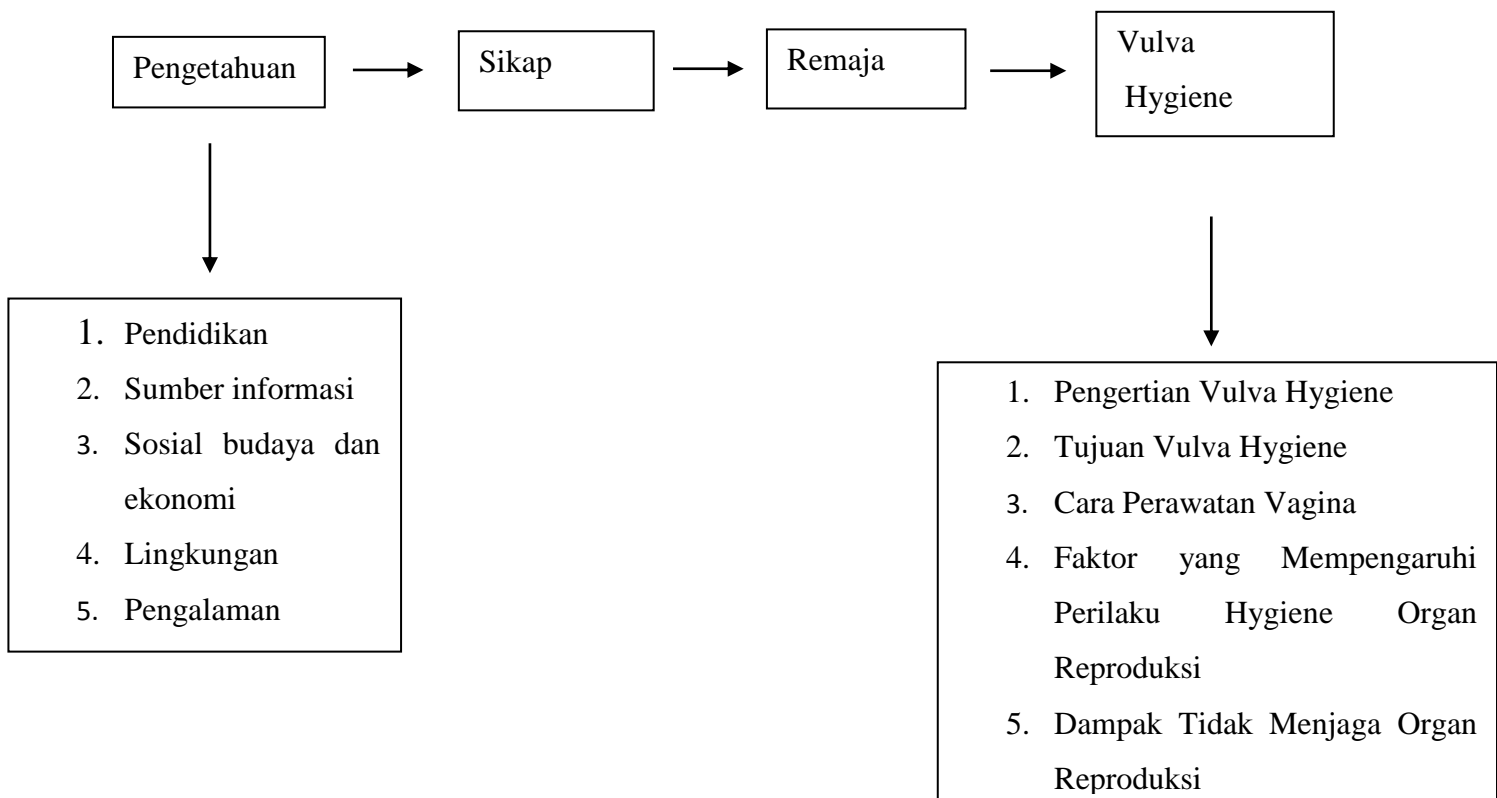 Pengetahuan
Sikap
Remaja
Vulva
Hygiene
1. Pendidikan
2. Sumber informasi
3. Sosial budaya dan
ekonomi
4. Lingkungan
5. Pengalaman
1. Pengertian Vulva Hygiene
2. Tujuan Vulva Hygiene
3. Cara Perawatan Vagina
4. Faktor yang Mempengaruhi
Perilaku Hygiene Organ
Reproduksi
5. Dampak Tidak Menjaga Organ
Reproduksi